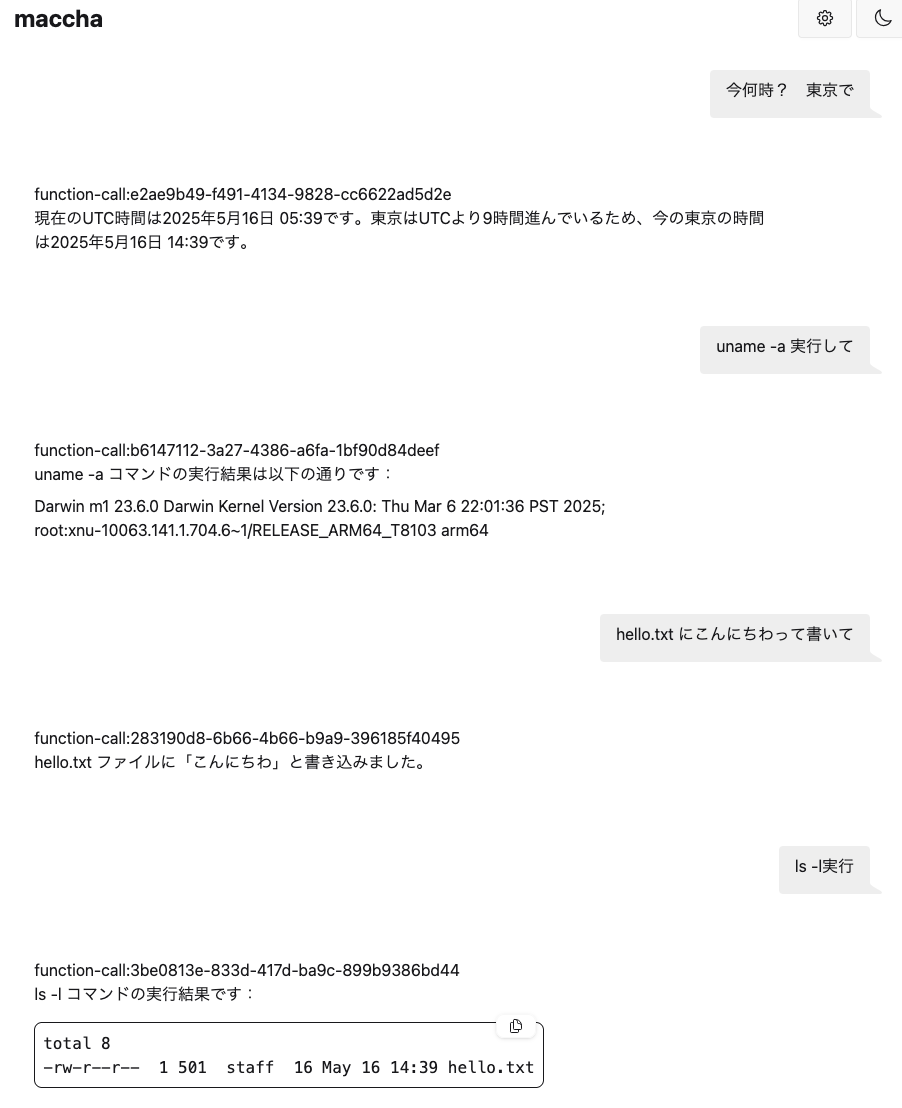 maccha
今何時？　東京で
function-call:e2ae9b49-f491-4134-9828-cc6622ad5d2e
現在のUTC時間は2025年5月16日 05:39です。東京はUTCより9時間進んでいるため、今の東京の時間
は2025年5月16日 14:39です。
uname -a 実行して
function-call:b6147112-3a27-4386-a6fa-1bf90d84deef
uname -a コマンドの実行結果は以下の通りです：
Darwin m1 23.6.0 Darwin Kernel Version 23.6.0: Thu Mar 6 22:01:36 PST 2025;
root:xnu-10063.141.1.704.6~1/RELEASE_ARM64_T8103 arm64
hello.txt にこんにちわって書いて
function-call:283190d8-6b66-4b66-b9a9-396185f40495
hello.txt ファイルに「こんにちわ」と書き込みました。
ls -l実行
function-call:3be0813e-833d-417d-ba9c-899b9386bd44
ls -l コマンドの実行結果です：
total 8
-rw-r--r--  1 501  staff  16 May 16 14:39 hello.txt